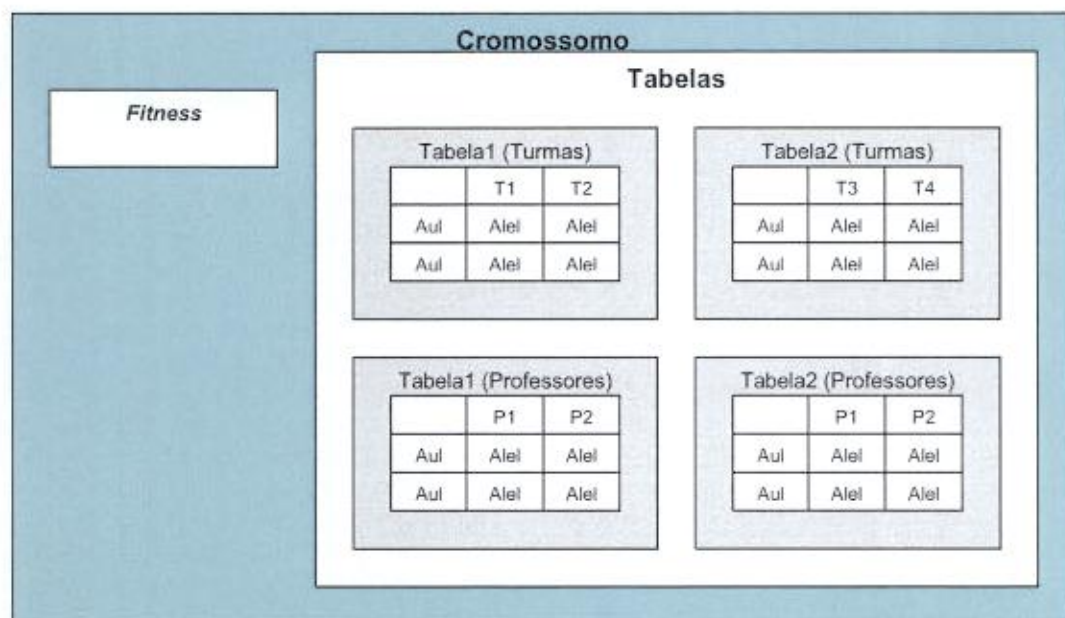 Cromossomo
Fitness
Tabelas
Tabela1 (Turmas)
T1 T2
Aul Alel Alel
Aul Alel Alel
Tabela2 (Turmas)
T3 T4
Aul Alel Alel
Aul Alel Alel
Tabela1 (Professores)
P1 P2
Aul Alel Alel
Aul Alel Alel
Tabela2 (Professores)
P1 P2
Aul Alel Alel
Aul Alel Alel